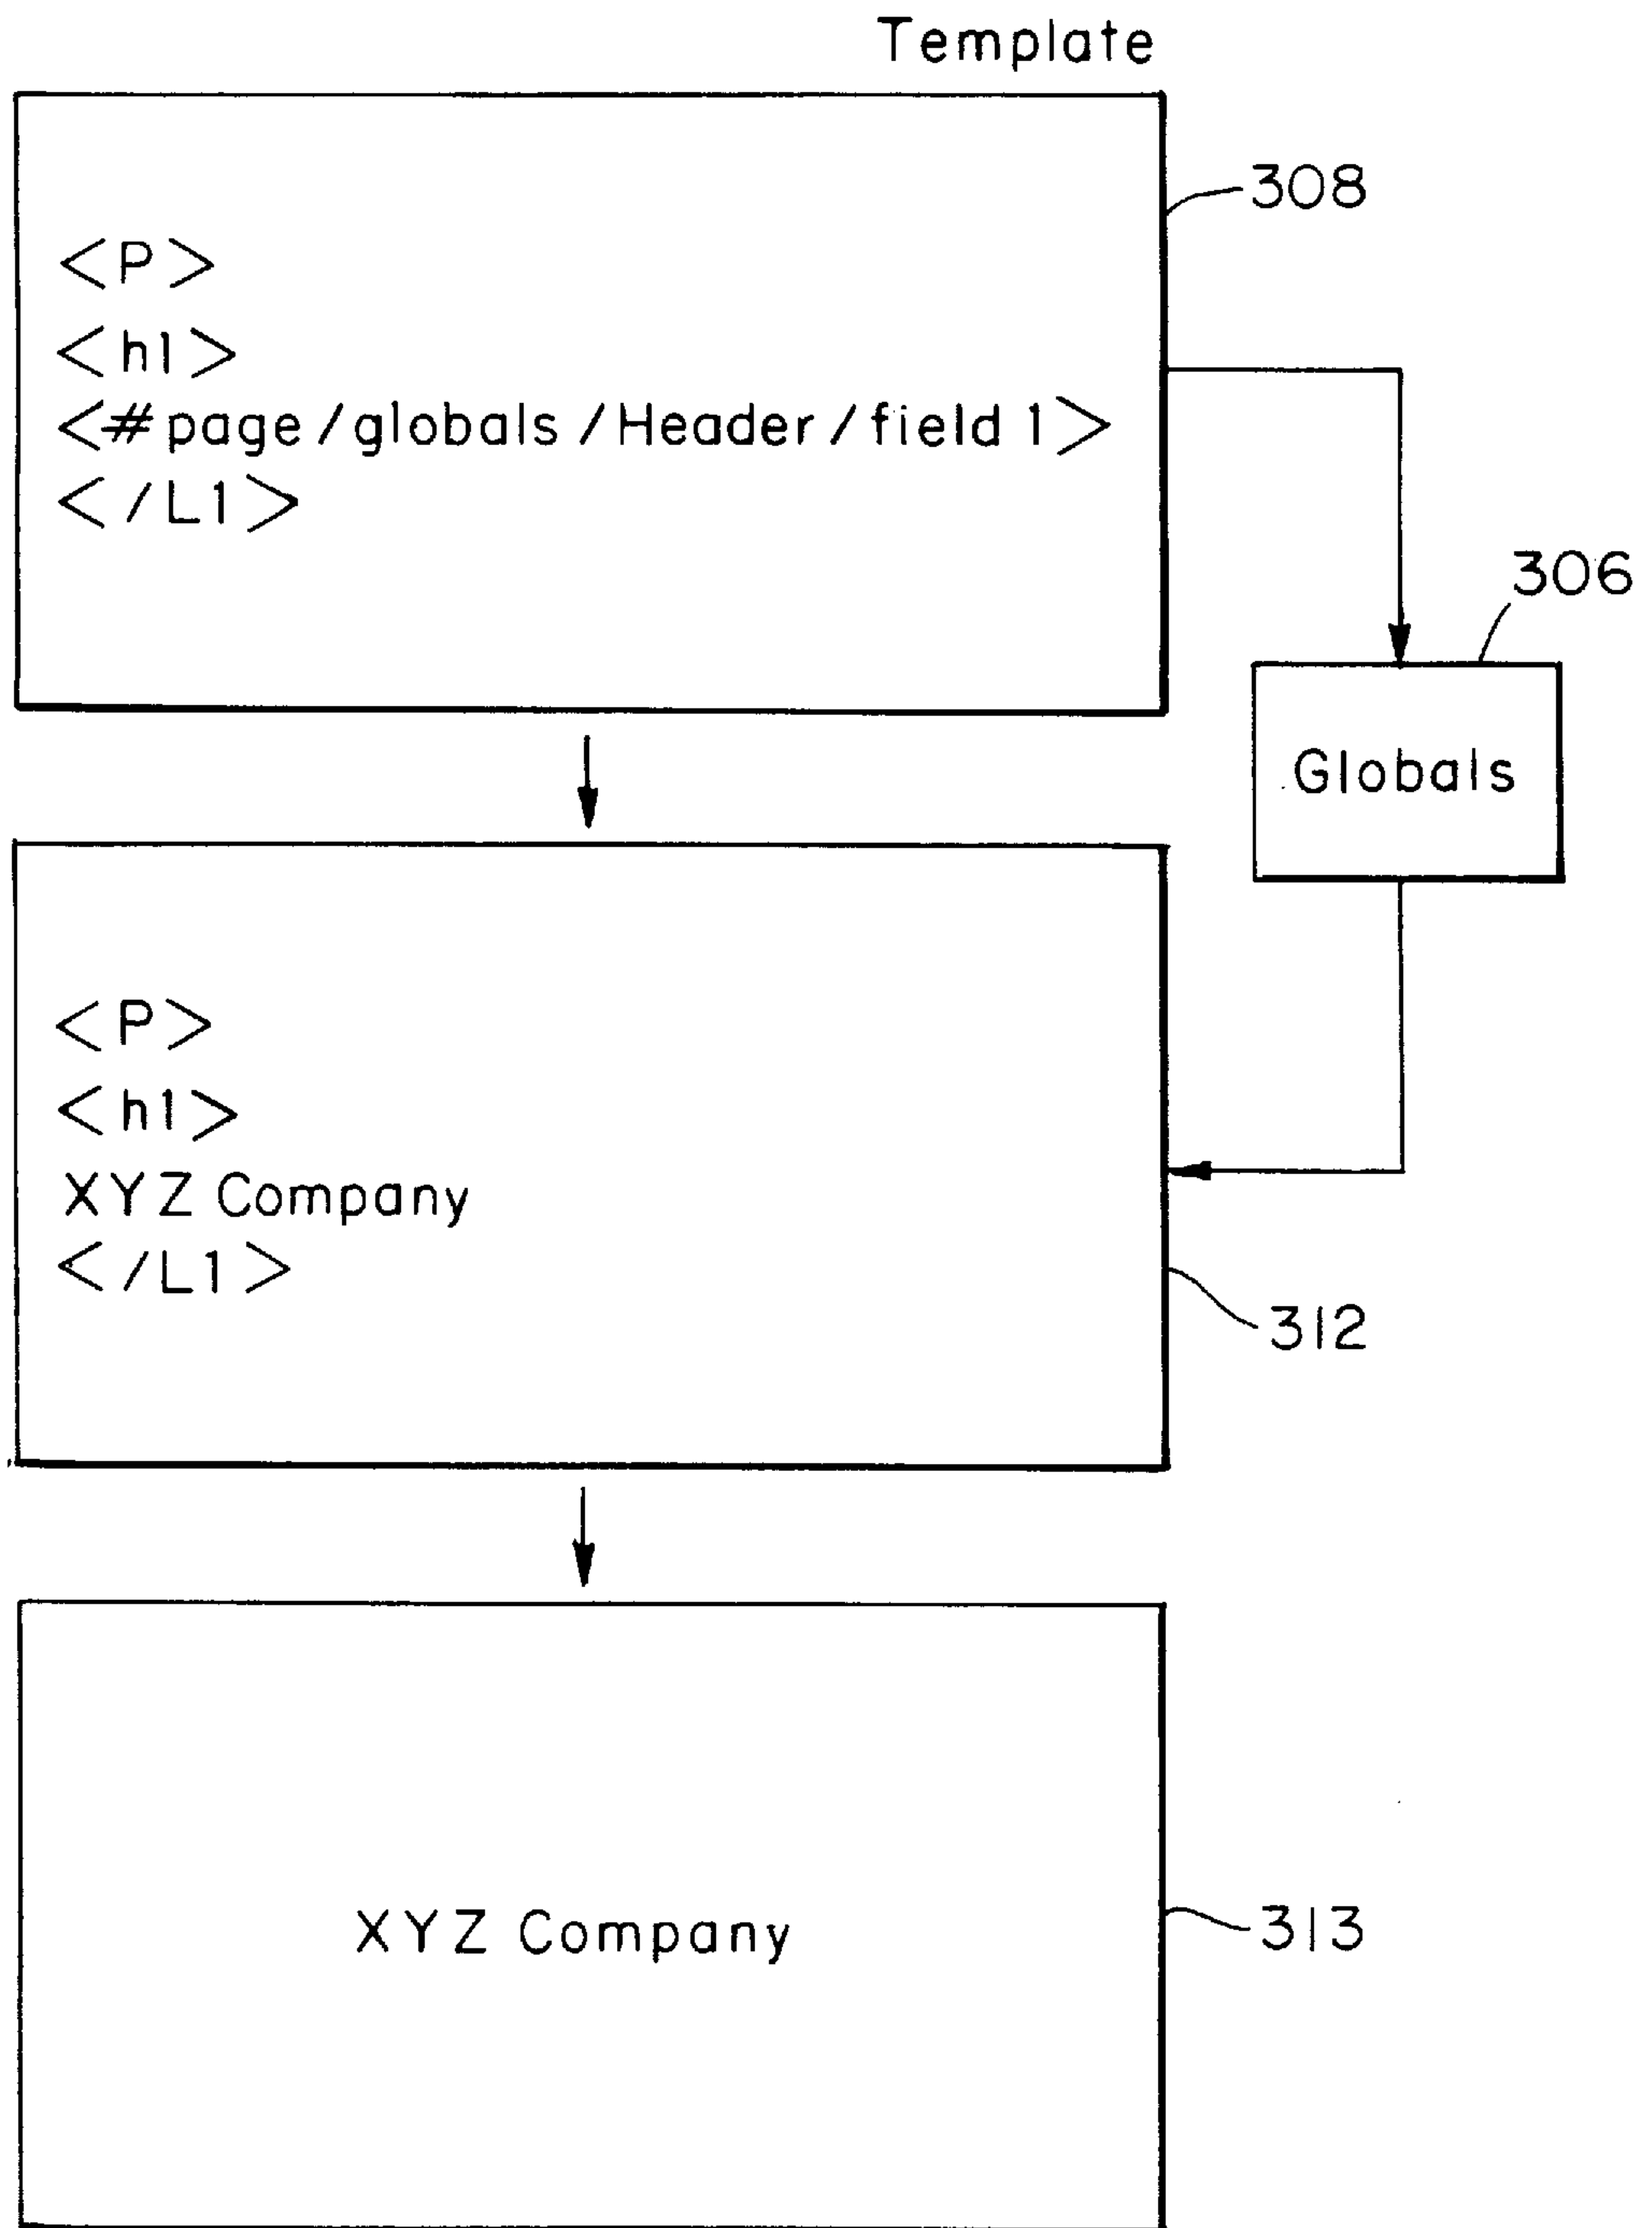 Template
308
<P>
<h1>
<#page/globals/Header/field 1>
</L1>
306
Globals
<P>
<h1>
XYZ Company
</L1>
312
XYZ Company
313